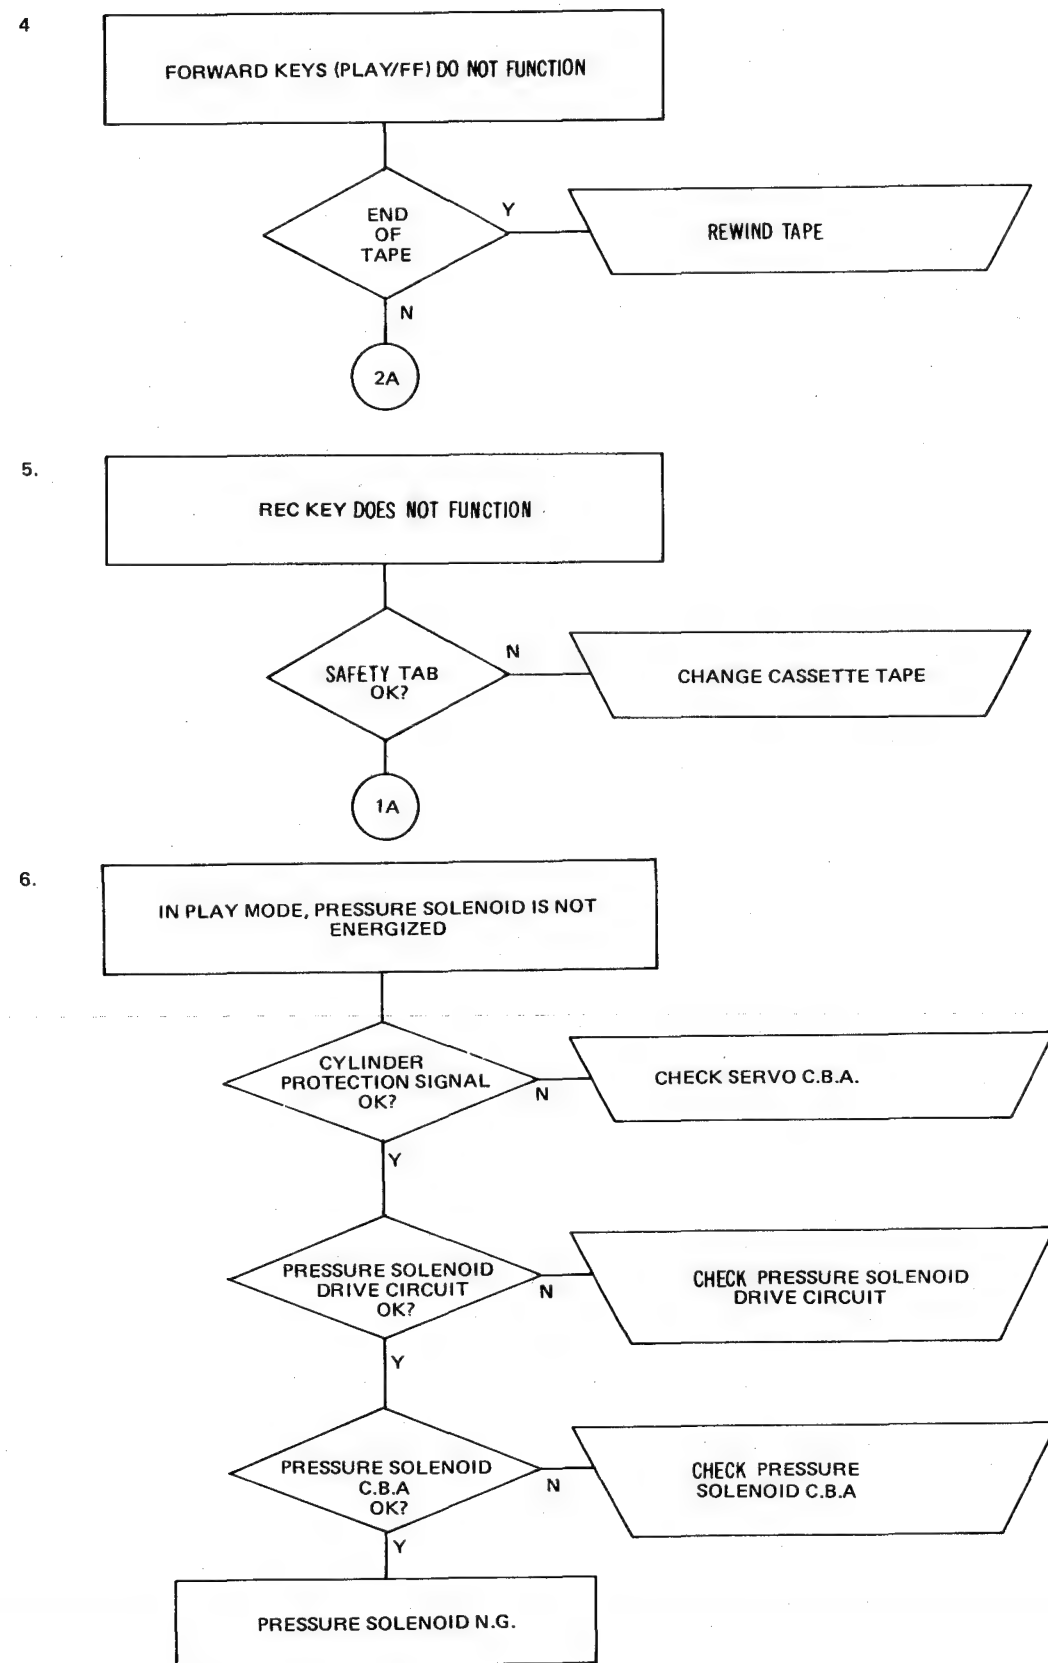 4
FORWARD KEYS (PLAY/FF) DO NOT FUNCTION
END
OF
TAPE
Y
REWIND TAPE
N
2A
5.
REC KEY DOES NOT FUNCTION
SAFETY TAB
OK?
N
CHANGE CASSETTE TAPE
1A
6.
IN PLAY MODE, PRESSURE SOLENOID IS NOT
ENERGIZED
CYLINDER
PROTECTION SIGNAL
OK?
N
CHECK SERVO C.B.A.
Y
PRESSURE SOLENOID
DRIVE CIRCUIT
OK?
N
CHECK PRESSURE SOLENOID
DRIVE CIRCUIT
Y
PRESSURE SOLENOID
C.B.A
OK?
N
CHECK PRESSURE
SOLENOID C.B.A
Y
PRESSURE SOLENOID N.G.